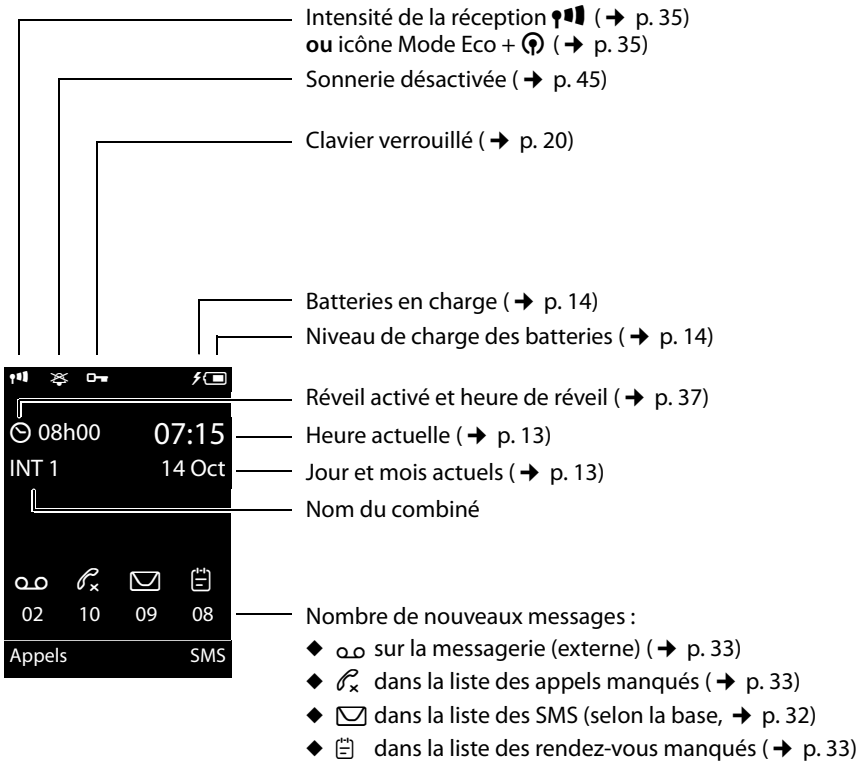 Intensité de la réception (➔ p. 35)
ou icône Mode Eco + (➔ p. 35)
Sonnerie désactivée (➔ p. 45)
Clavier verrouillé (➔ p. 20)
Batteries en charge (➔ p. 14)
Niveau de charge des batteries (➔ p. 14)
Réveil activé et heure de réveil (➔ p. 37)
08h00 07:15
Heure actuelle (➔ p. 13)
INT 1 14 Oct
Jour et mois actuels (➔ p. 13)
Nom du combiné
02 10 09 08
Nombre de nouveaux messages :
Appels SMS
◆ sur la messagerie (externe) (➔ p. 33)
◆ dans la liste des appels manqués (➔ p. 33)
◆ dans la liste des SMS (selon la base, ➔ p. 32)
◆ dans la liste des rendez-vous manqués (➔ p. 33)